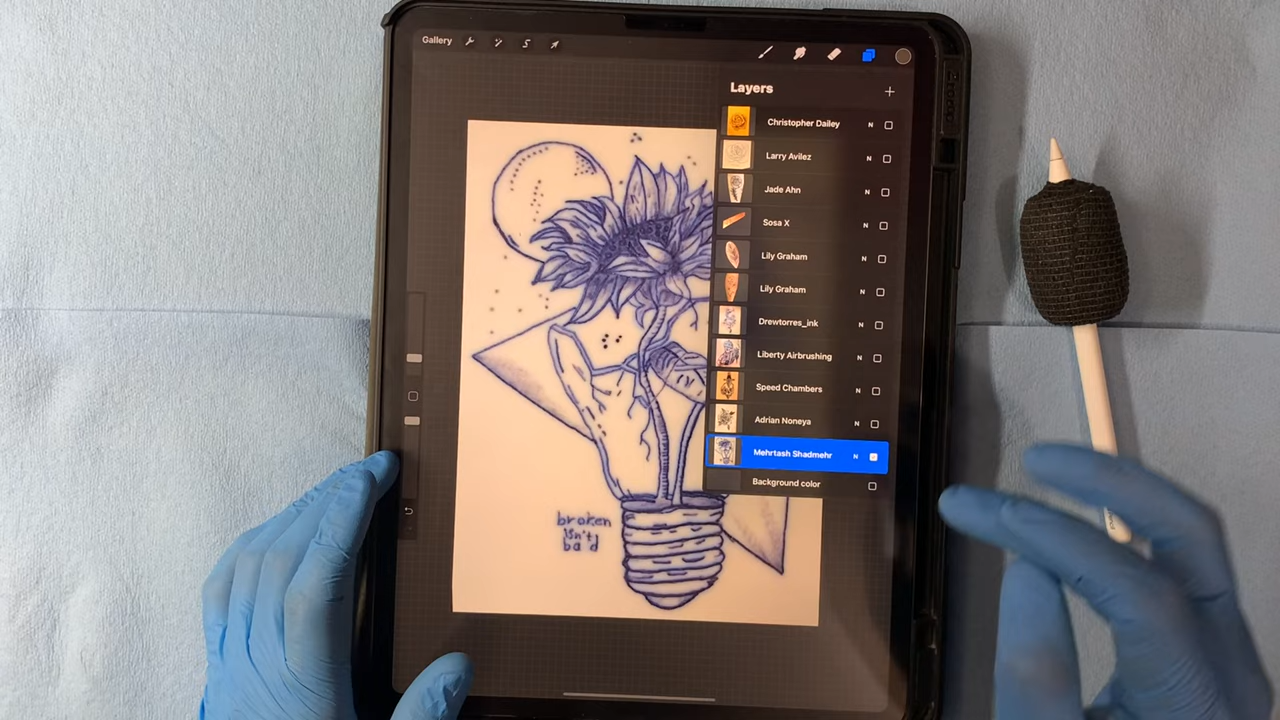 Gallery
Layers
Christopher Dailey N
Larry Avilez N
Jade Ahn N
Sosa X N
Lily Graham N
Lily Graham N
Drewtorres_ink N
Liberty Airbrushing N
Speed Chambers N
Adrian Noneya N
Mehrtash Shadmehr N
Background color
broken
isn't
bad